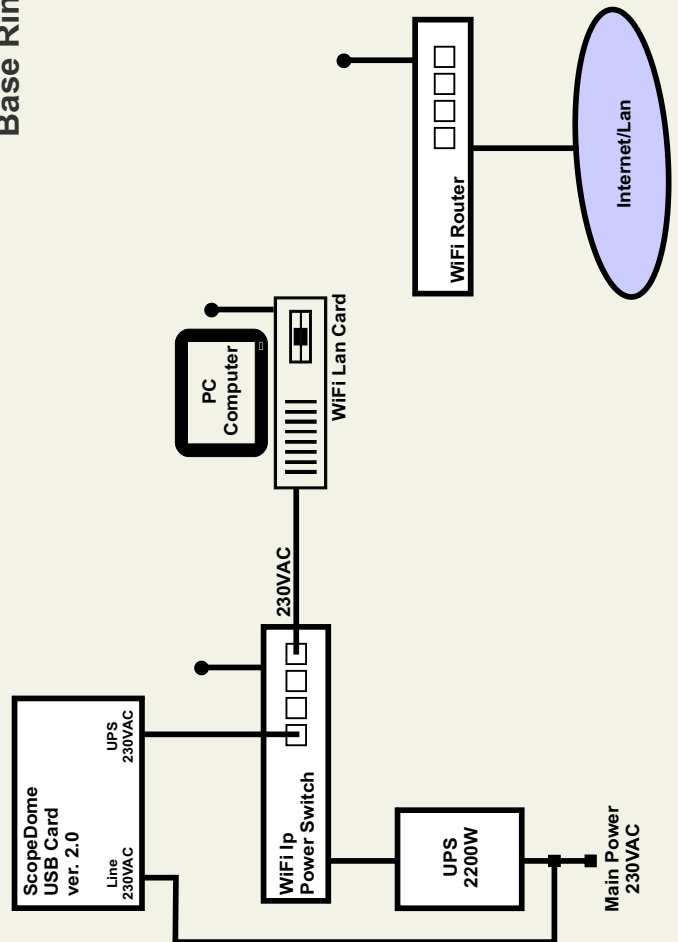 Base Rin
ScopeDome
USB Card
ver. 2.0
Line
230VAC
UPS
230VAC
PC
Computer
WiFi Lan Card
230VAC
WiFi Ip
Power Switch
WiFi Router
UPS
2200W
Main Power
230VAC
Internet/Lan